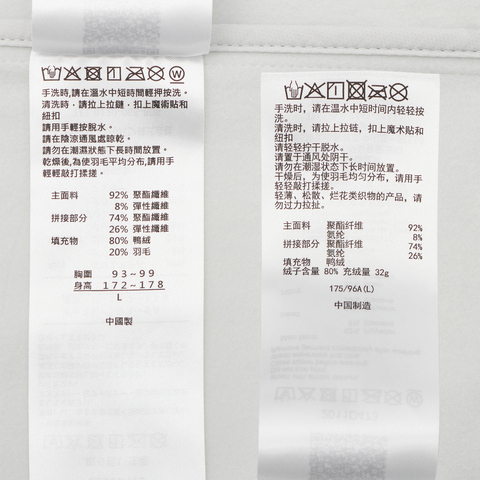 手洗時,請在溫水中短時間輕押按洗。
清洗時，請拉上拉鏈，扣上魔術貼和
紐扣
請用手輕按脫水。
請在陰涼通風處晾乾。
請勿在潮濕狀態下長時間放置。
乾燥後,為使羽毛平均分布,請用手
輕輕敲打揉搓。
主面料 92% 聚酯纖維
8% 彈性纖維
拼接部分 74% 聚酯纖維
26% 彈性纖維
填充物 80% 鴨絨
20% 羽毛
胸圍 93~99
身高 172~178
L
中國製
手洗时，请在温水中短时间内轻轻按
洗。
清洗时，请拉上拉链，扣上魔术贴和
纽扣
请轻轻拧干脱水。
请置于通风处阴干。
请勿在潮湿状态下长时间放置。
干燥后，为使羽毛均匀分布，请用手
轻轻敲打揉搓。
轻薄、松散、烂花类织物的产品，请
勿过力拉扯。
主面料 聚酯纤维 92%
氨纶 8%
拼接部分 聚酯纤维 74%
氨纶 26%
填充物 鸭绒
绒子含量 80% 充绒量 32g
175/96A(L)
中国制造